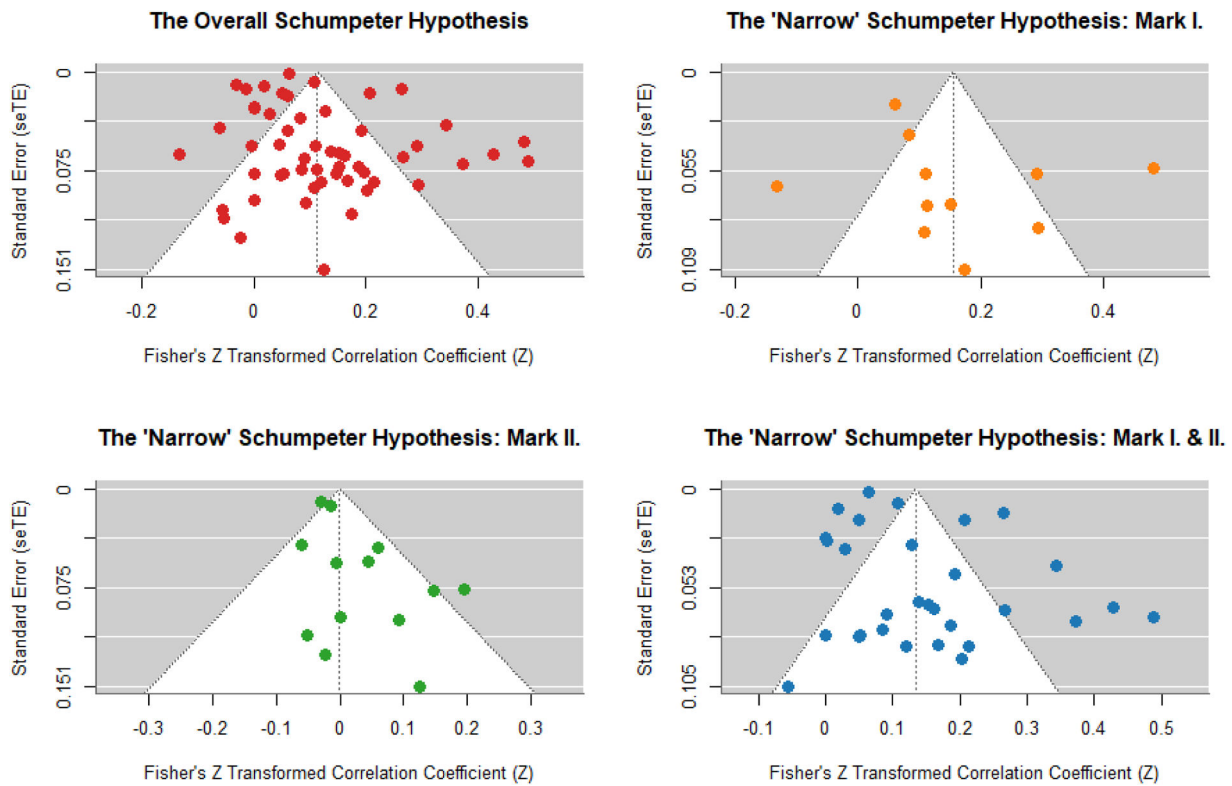 The Overall Schumpeter Hypothesis
Standard Error (seTE)
0
0.075
0.151
-0.2
0
0.2
0.4
Fisher's Z Transformed Correlation Coefficient (Z)
The 'Narrow' Schumpeter Hypothesis: Mark I.
Standard Error (seTE)
0
0.055
0.109
-0.2
0
0.2
0.4
Fisher's Z Transformed Correlation Coefficient (Z)
The 'Narrow' Schumpeter Hypothesis: Mark II.
Standard Error (seTE)
0
0.075
0.151
-0.3
-0.2
-0.1
0
0.1
0.2
0.3
Fisher's Z Transformed Correlation Coefficient (Z)
The 'Narrow' Schumpeter Hypothesis: Mark I. & II.
Standard Error (seTE)
0
0.053
0.105
-0.1
0
0.1
0.2
0.3
0.4
0.5
Fisher's Z Transformed Correlation Coefficient (Z)